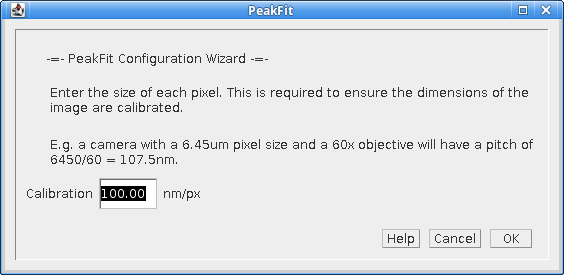 PeakFit
-=- PeakFit Configuration Wizard -=-
Enter the size of each pixel. This is required to ensure the dimensions of the
image are calibrated.
E.g. a camera with a 6.45um pixel size and a 60x objective will have a pitch of
6450/60 = 107.5nm.
Calibration 100.00 nm/px
Help Cancel OK